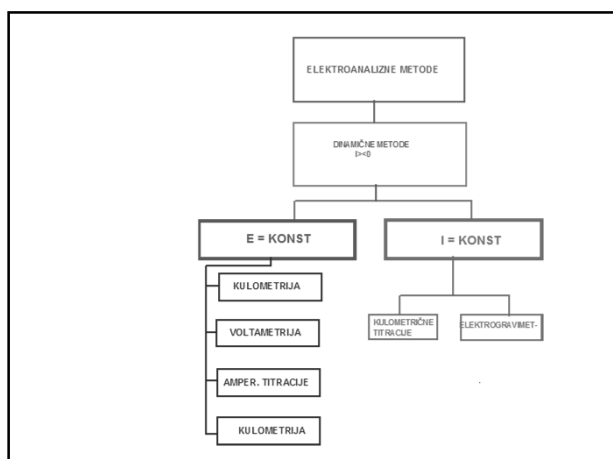 ELEKTROANALIZNE METODE
DINAMIČNE METODE
I><0
E = KONST
I = KONST
KULOMETRIJA
VOLTAMETRIJA
AMPER. TITRACIJE
KULOMETRIJA
KULOMETRIČNE
TITRACIJE
ELEKTROGRAVIMET-